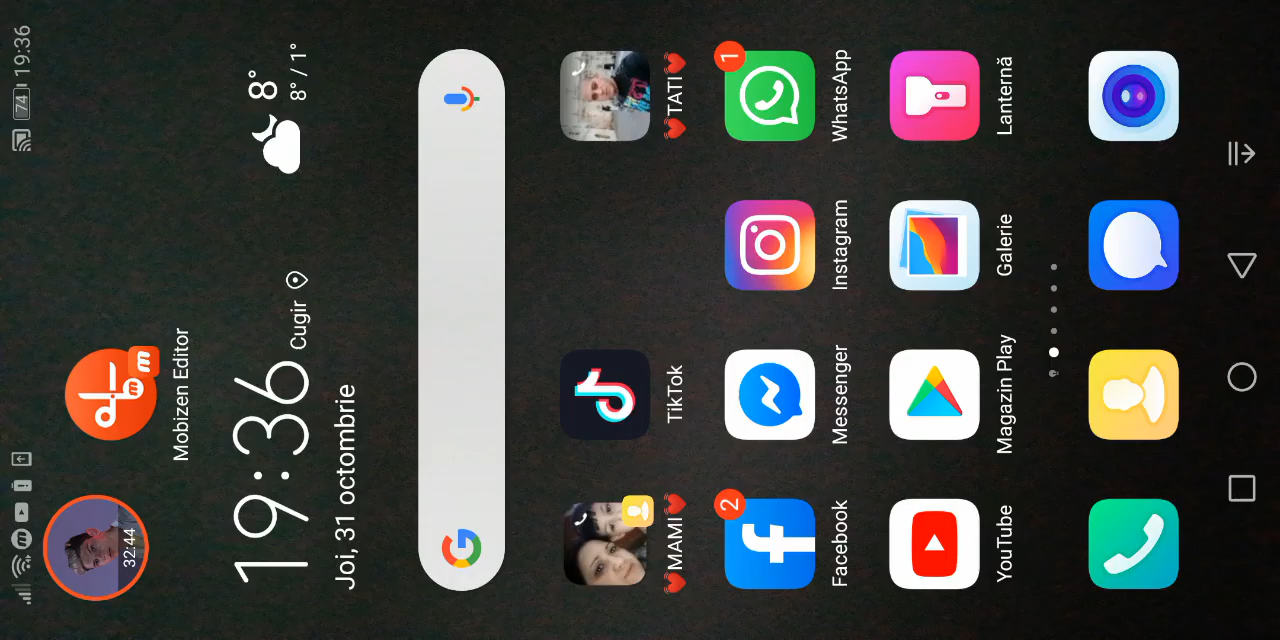 74 19:36
32:44
Mobizen Editor
19:36 Cugir
8°
8° / 1°
Joi, 31 octombrie
❤️MAMI❤️ TikTok ❤️TATI❤️
2 1
Facebook Messenger Instagram WhatsApp
YouTube Magazin Play Galerie Lanternă